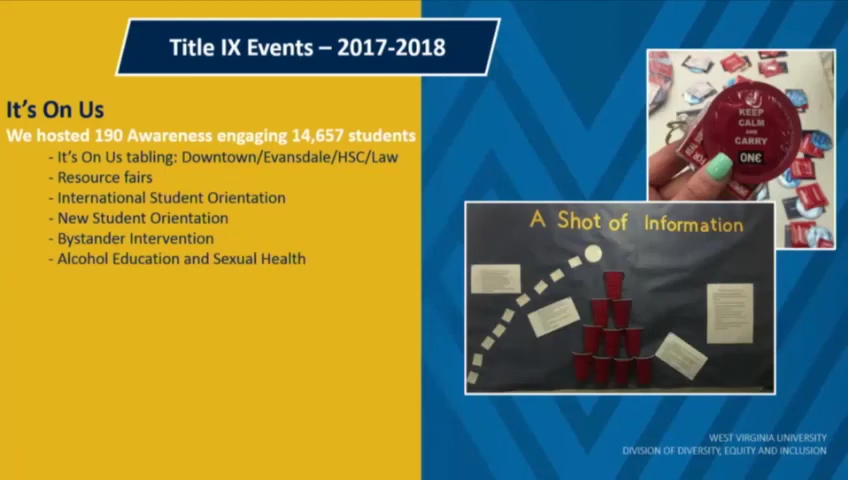 Title IX Events – 2017-2018
It's On Us
We hosted 190 Awareness engaging 14,657 students
- It's On Us tabling: Downtown/Evansdale/HSC/Law
- Resource fairs
- International Student Orientation
- New Student Orientation
- Bystander Intervention
- Alcohol Education and Sexual Health
KEEP
CALM
AND
CARRY
ONE
A Shot of Information
WEST VIRGINIA UNIVERSITY
DIVISION OF DIVERSITY, EQUITY AND INCLUSION